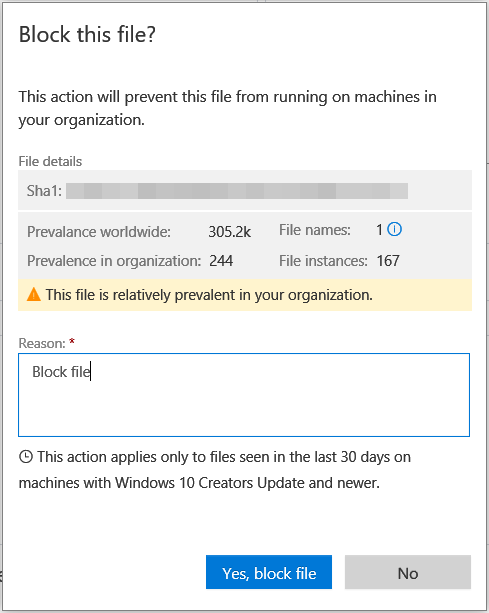 Block this file?
This action will prevent this file from running on machines in
your organization.
File details
Sha1:
Prevalance worldwide: 305.2k File names: 1
Prevalence in organization: 244 File instances: 167
This file is relatively prevalent in your organization.
Reason: *
Block file
This action applies only to files seen in the last 30 days on
machines with Windows 10 Creators Update and newer.
Yes, block file No